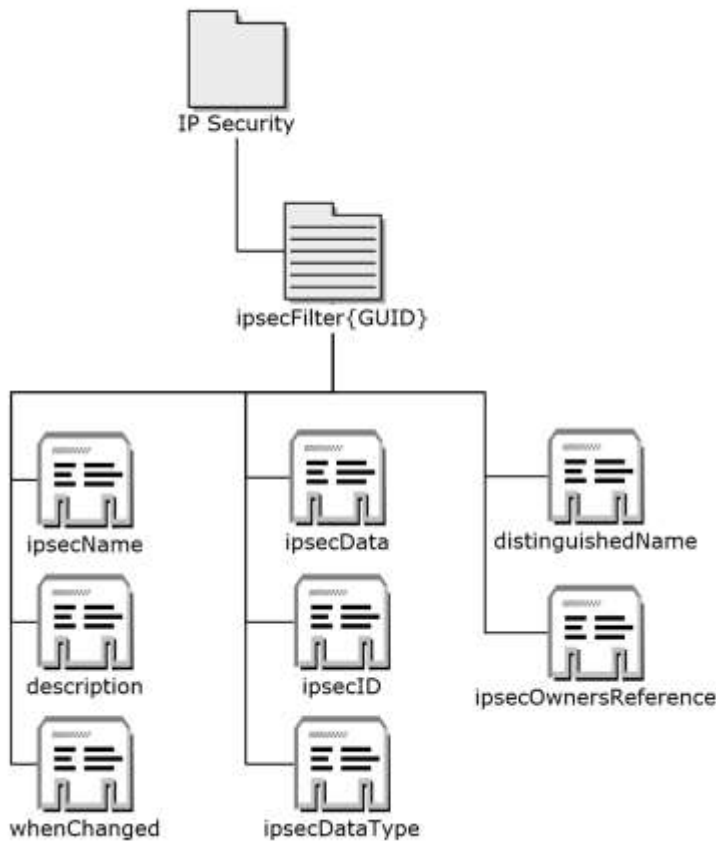 IP Security
ipsecFilter{GUID}
ipsecName
ipsecData
distinguishedName
description
ipsecID
ipsecOwnersReference
whenChanged
ipsecDataType